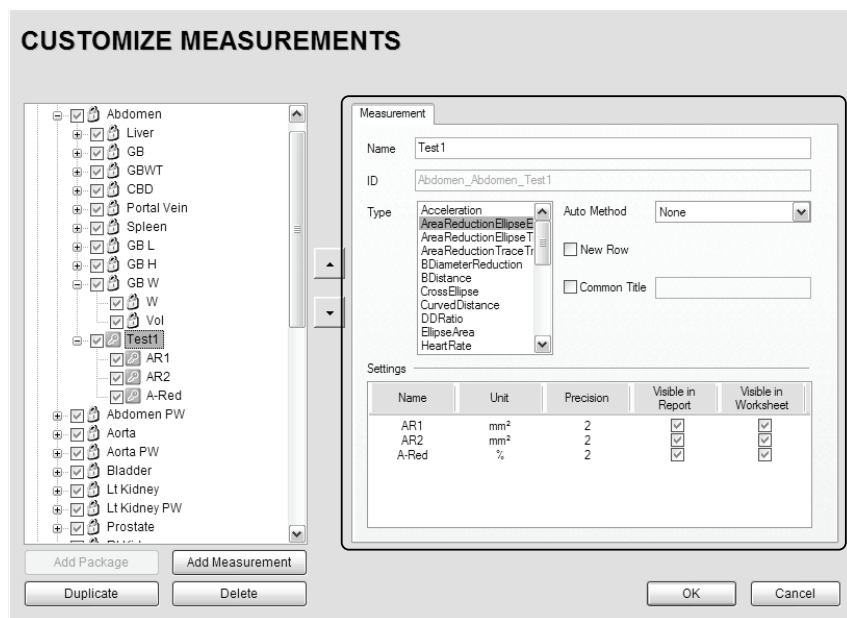 CUSTOMIZE MEASUREMENTS
Abdomen
Liver
GB
GBWT
CBD
Portal Vein
Spleen
GB L
GB H
GB W
W
Vol
Test1
AR1
AR2
A-Red
Abdomen PW
Aorta
Aorta PW
Bladder
Lt Kidney
Lt Kidney PW
Prostate
Add Package
Add Measurement
Duplicate
Delete
Measurement
Name Test1
ID Abdomen_Abdomen_Test1
Type
Acceleration
AreaReductionEllipseE
AreaReductionEllipseT
AreaReductionTraceTr
BDiameterReduction
BDistance
CrossEllipse
CurvedDistance
DDRatio
EllipseArea
HeartRate
Auto Method None
New Row
Common Title
Settings
Name Unit Precision Visible in Report Visible in Worksheet
AR1 mm² 2
AR2 mm² 2
A-Red % 2
OK
Cancel